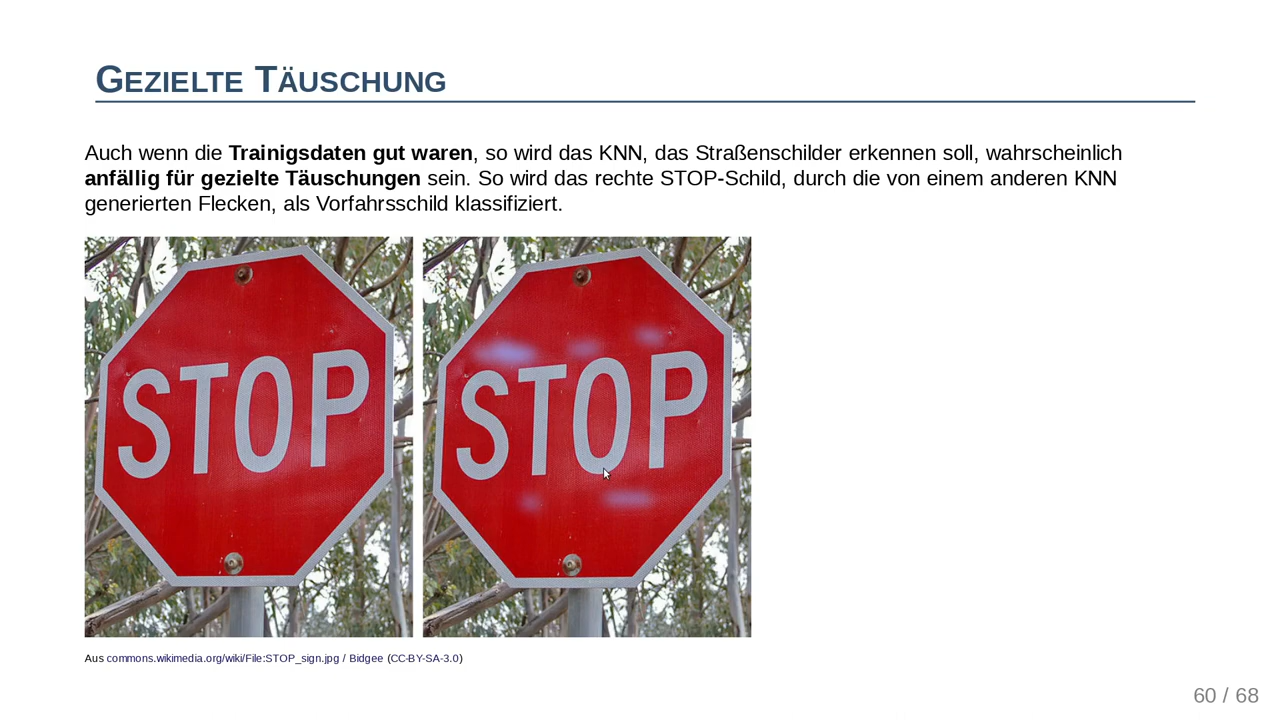 GEZIELTE TÄUSCHUNG
Auch wenn die Trainigsdaten gut waren, so wird das KNN, das Straßenschilder erkennen soll, wahrscheinlich
anfällig für gezielte Täuschungen sein. So wird das rechte STOP-Schild, durch die von einem anderen KNN
generierten Flecken, als Vorfahrsschild klassifiziert.
STOP
STOP
Aus commons.wikimedia.org/wiki/File:STOP_sign.jpg / Bidgee (CC-BY-SA-3.0)
60 / 68